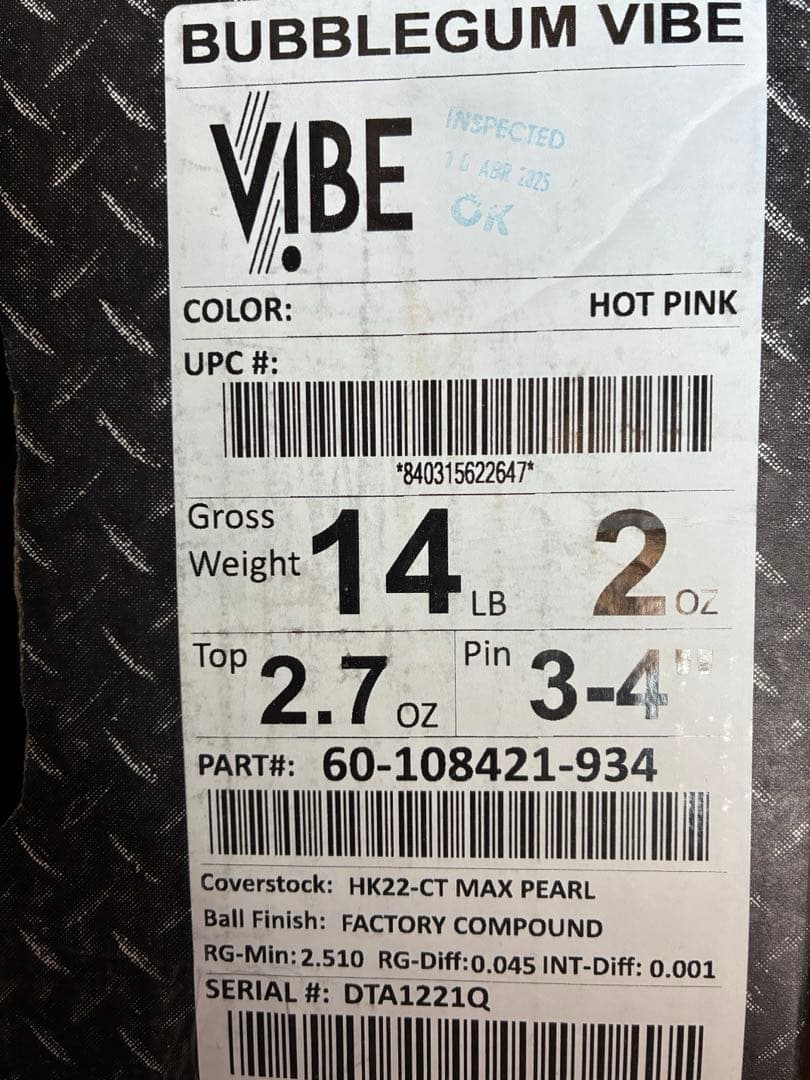 BUBBLEGUM VIBE
VIBE
INSPECTED
10 ABR 2025
OK
COLOR: HOT PINK
UPC #:
*840315622647*
Gross Weight 14 LB 2 OZ
Top 2.7 OZ Pin 3-4"
PART#: 60-108421-934
Coverstock: HK22-CT MAX PEARL
Ball Finish: FACTORY COMPOUND
RG-Min: 2.510 RG-Diff: 0.045 INT-Diff: 0.001
SERIAL #: DTA1221Q